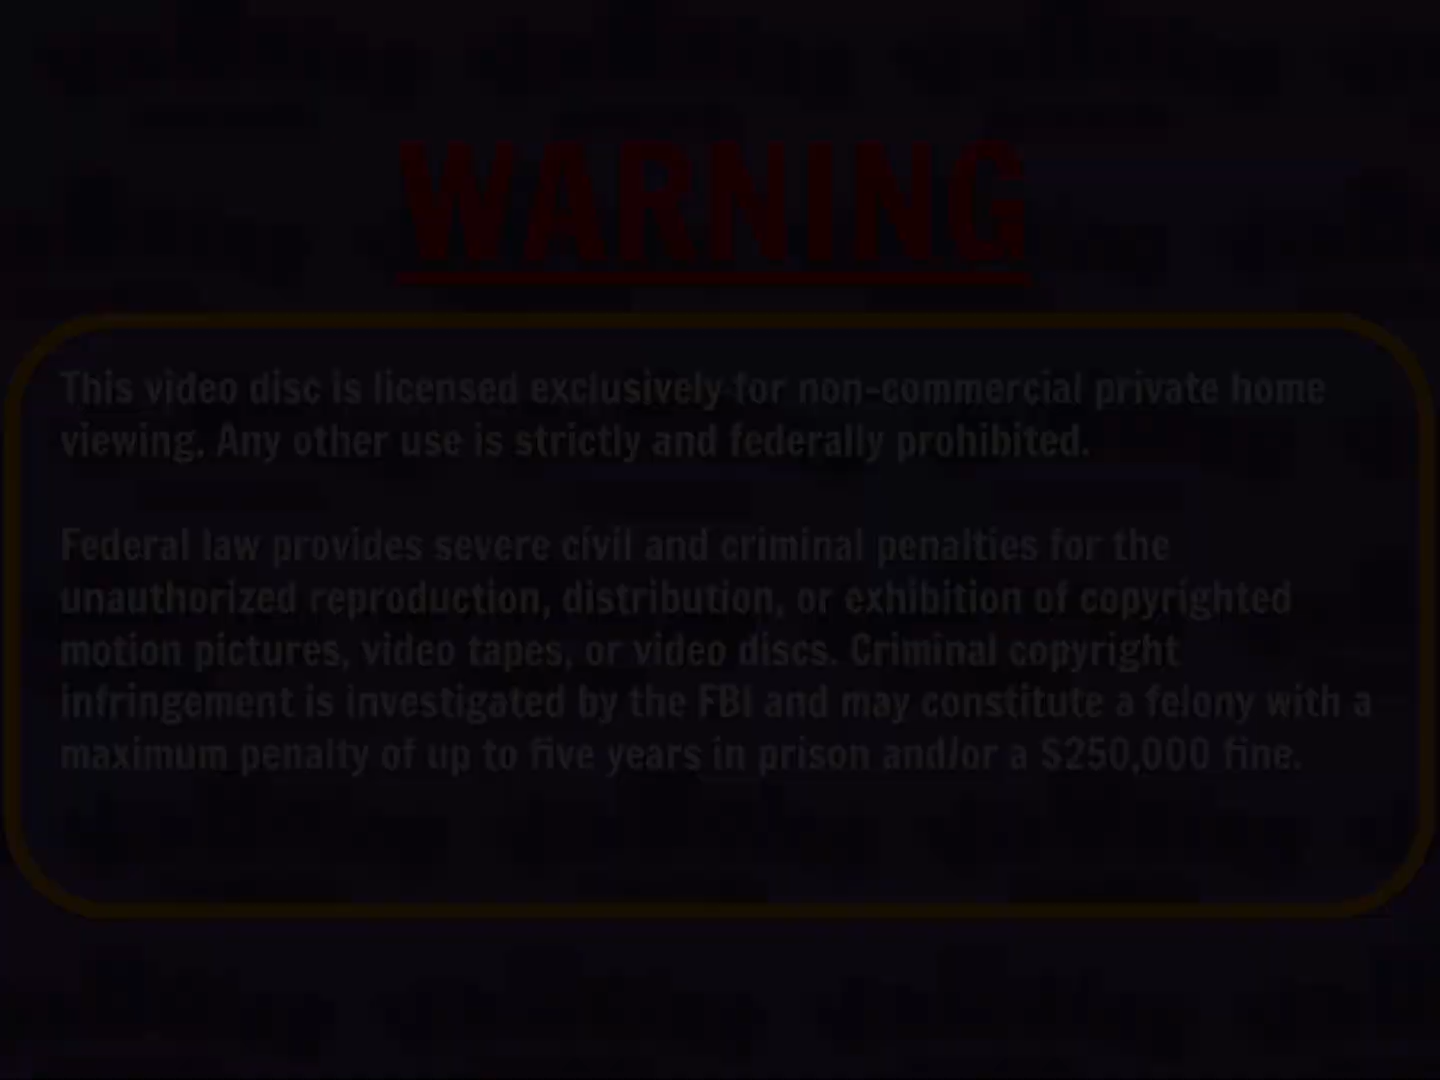 WARNING
This video disc is licensed exclusively for non-commercial private home
viewing. Any other use is strictly and federally prohibited.
Federal law provides severe civil and criminal penalties for the
unauthorized reproduction, distribution, or exhibition of copyrighted
motion pictures, video tapes, or video discs. Criminal copyright
infringement is investigated by the FBI and may constitute a felony with a
maximum penalty of up to five years in prison and/or a $250,000 fine.